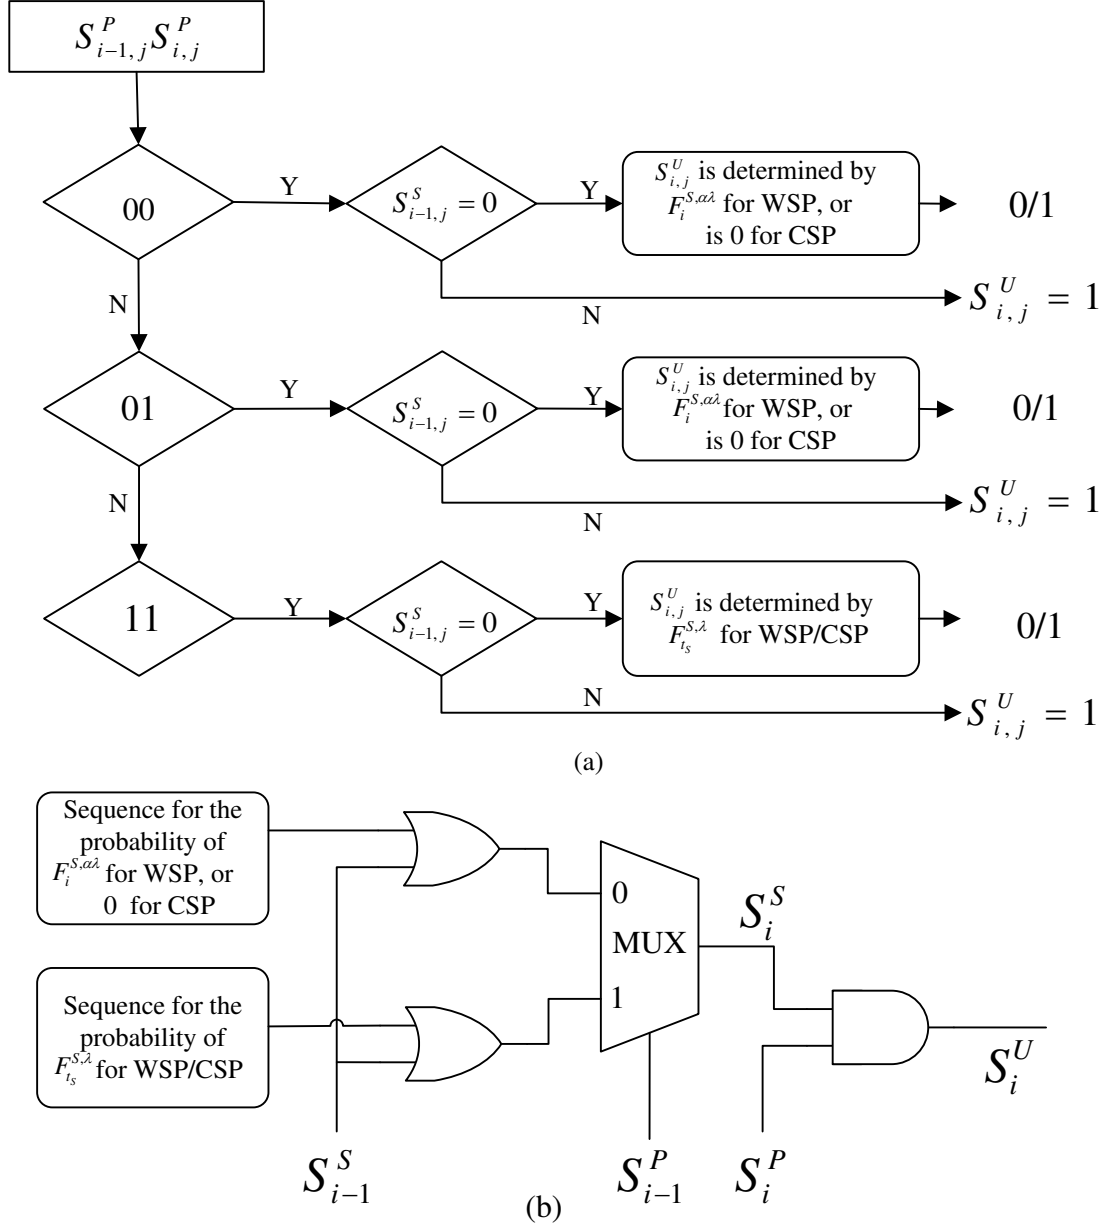 S^P_{i-1,j} S^P_{i,j}
00
Y
S^S_{i-1,j} = 0
Y
S^U_{i,j} is determined by
F_i^{S,αλ} for WSP, or
is 0 for CSP
0/1
N
N
S^U_{i,j} = 1
01
Y
S^S_{i-1,j} = 0
Y
S^U_{i,j} is determined by
F_i^{S,αλ} for WSP, or
is 0 for CSP
0/1
N
N
S^U_{i,j} = 1
11
Y
S^S_{i-1,j} = 0
Y
S^U_{i,j} is determined by
F_{t_S}^{S,λ} for WSP/CSP
0/1
N
S^U_{i,j} = 1
(a)
Sequence for the
probability of
F_i^{S,αλ} for WSP, or
0 for CSP
0
MUX
1
S_i^S
Sequence for the
probability of
F_{t_S}^{S,λ} for WSP/CSP
S_i^U
S_{i-1}^S
S_{i-1}^P
S_i^P
(b)